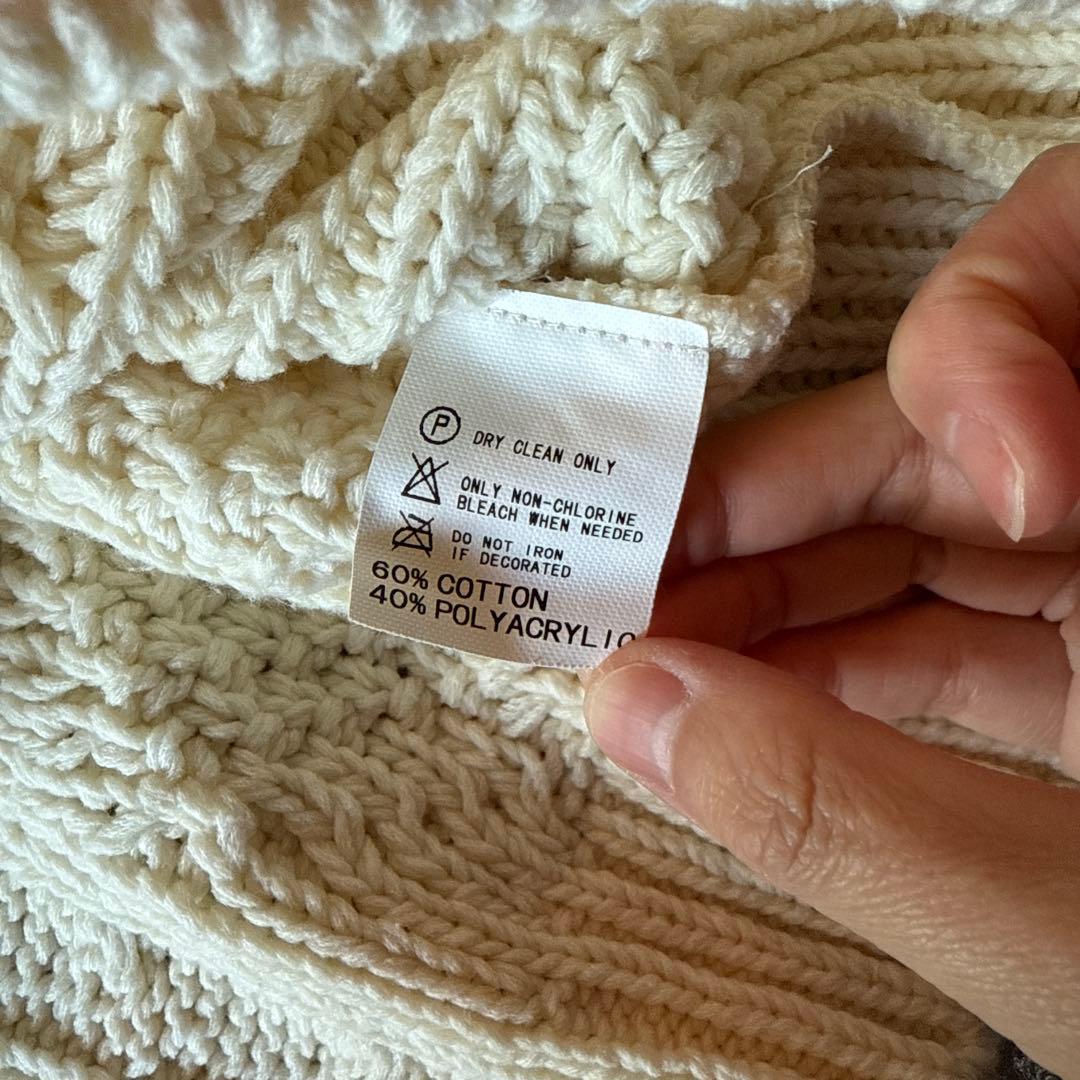 P DRY CLEAN ONLY
ONLY NON-CHLORINE
BLEACH WHEN NEEDED
DO NOT IRON
IF DECORATED
60% COTTON
40% POLYACRYLIC